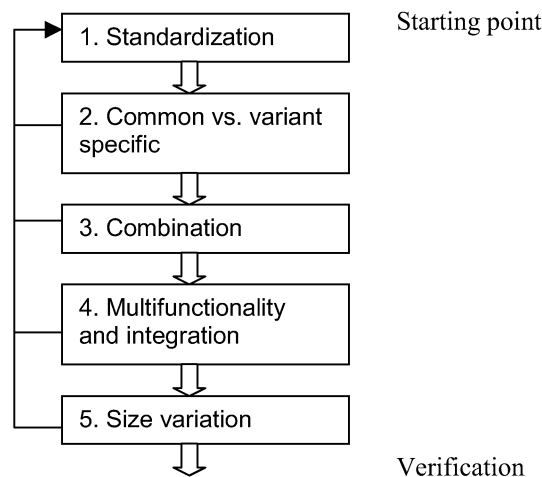 Starting point
1. Standardization
2. Common vs. variant
specific
3. Combination
4. Multifunctionality
and integration
5. Size variation
Verification